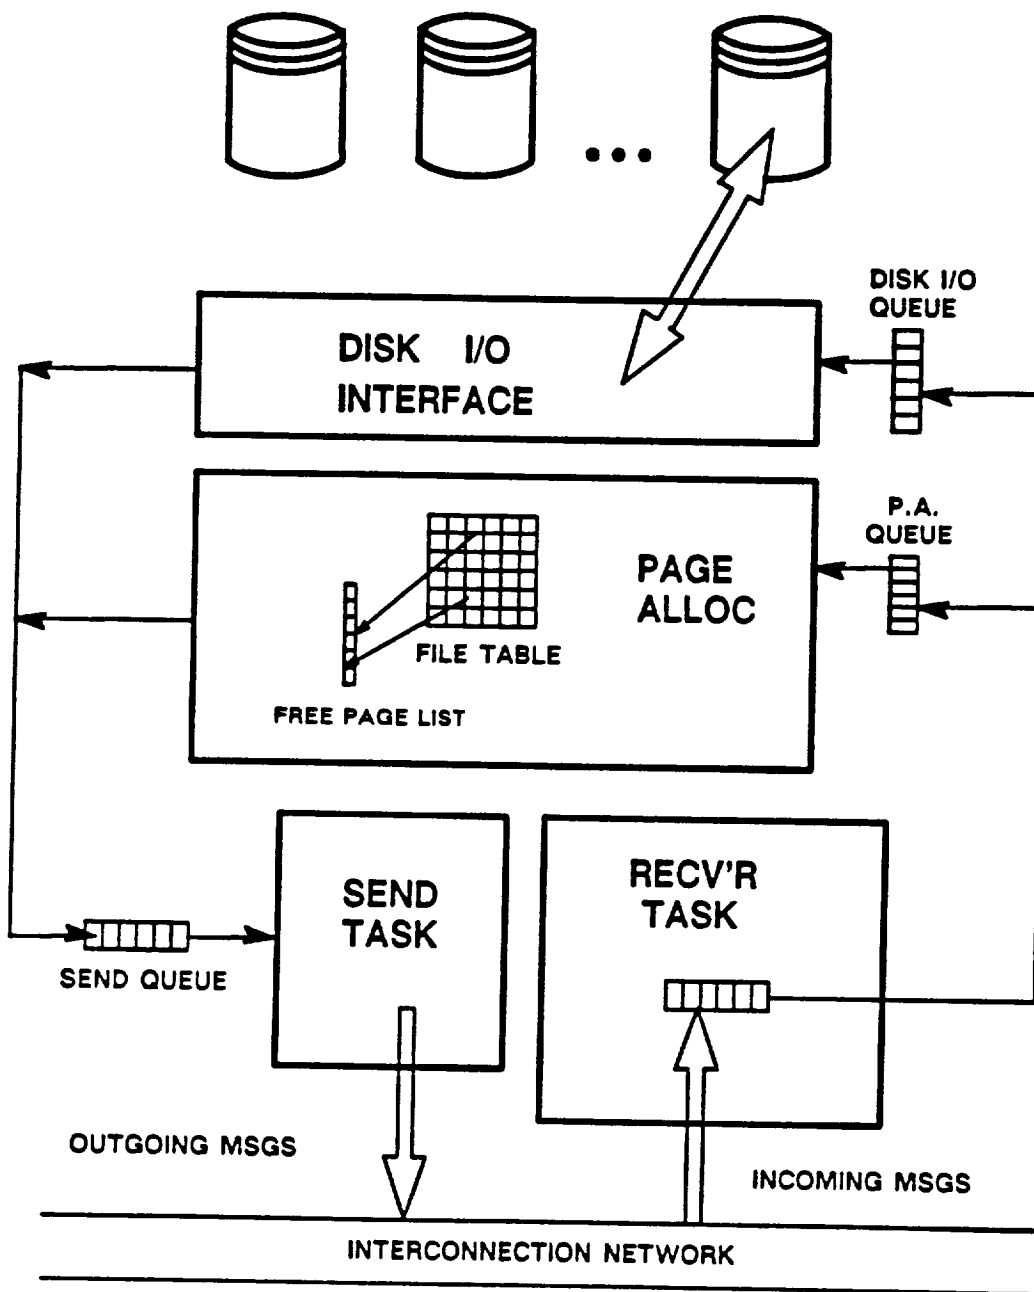 DISK I/O
QUEUE
DISK I/O
INTERFACE
P.A.
QUEUE
PAGE
ALLOC
FILE TABLE
FREE PAGE LIST
SEND
TASK
RECV'R
TASK
SEND QUEUE
OUTGOING MSGS
INCOMING MSGS
INTERCONNECTION NETWORK